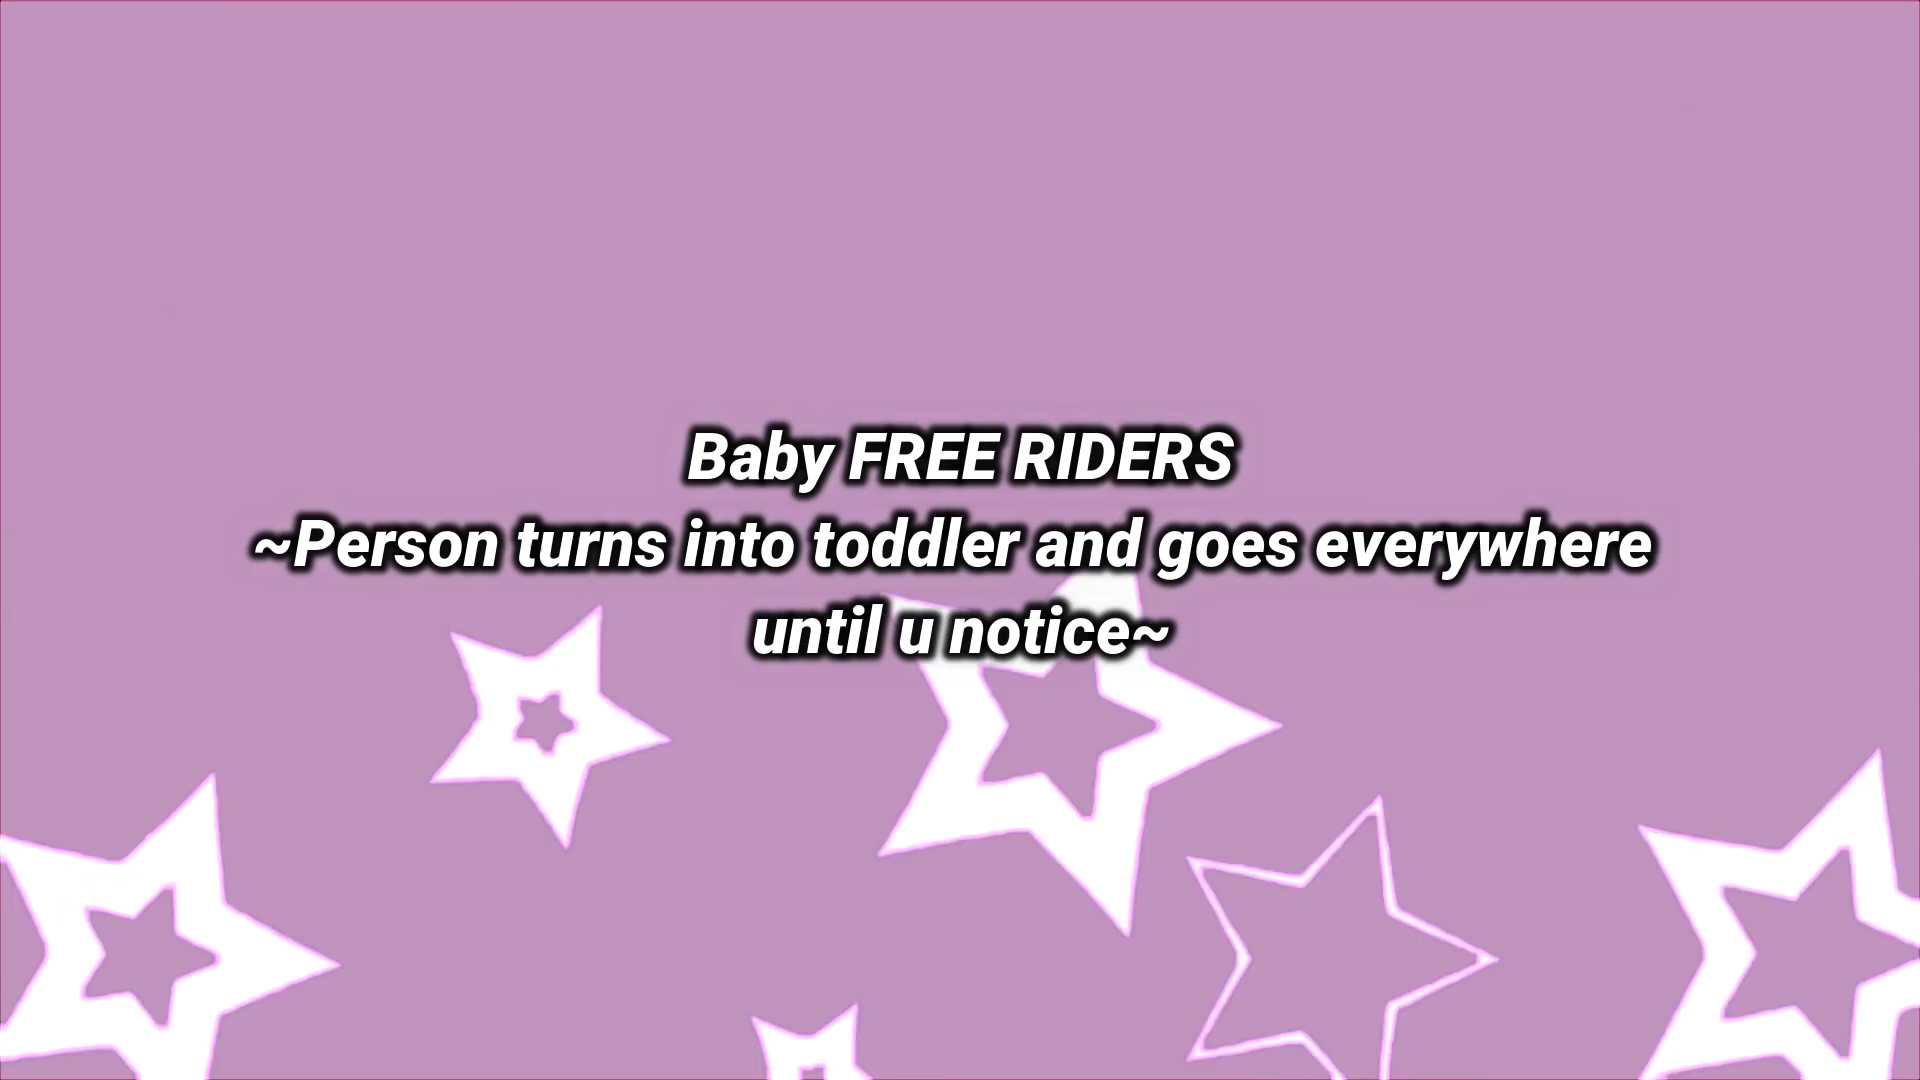 Baby FREE RIDERS
~Person turns into toddler and goes everywhere
until u notice~